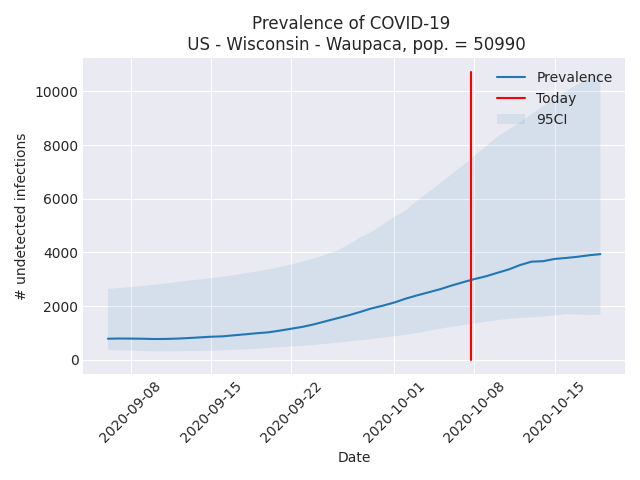 Prevalence of COVID-19
US - Wisconsin - Waupaca, pop. = 50990
Prevalence
Today
95CI
10000
8000
6000
4000
2000
0
# undetected infections
2020-09-08
2020-09-15
2020-09-22
2020-10-01
2020-10-08
2020-10-15
Date